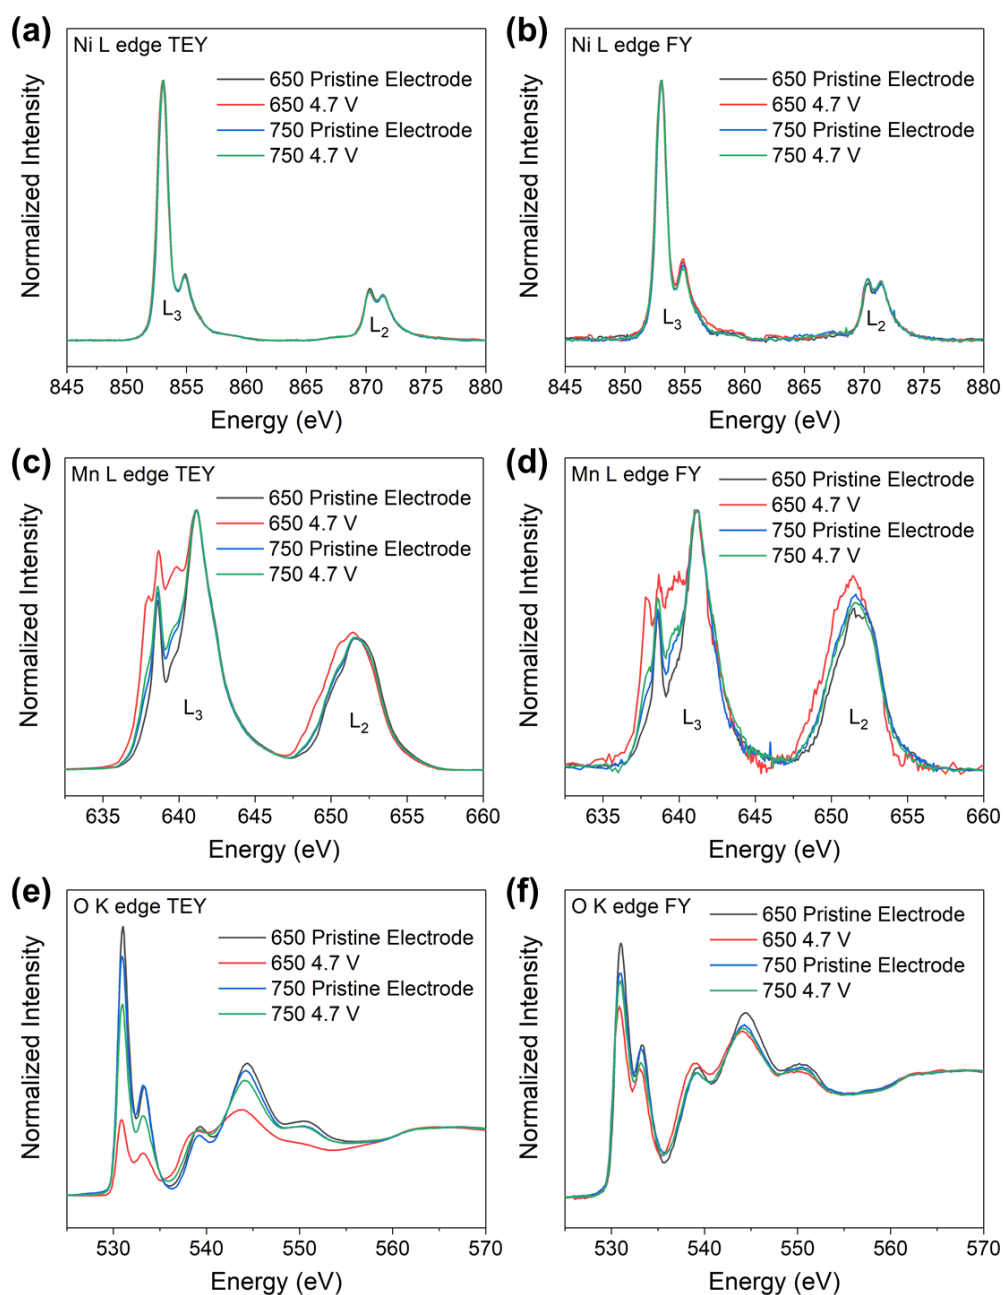 (a)
Ni L edge TEY
650 Pristine Electrode
650 4.7 V
750 Pristine Electrode
750 4.7 V
L3
L2
Normalized Intensity
845 850 855 860 865 870 875 880
Energy (eV)
(b)
Ni L edge FY
650 Pristine Electrode
650 4.7 V
750 Pristine Electrode
750 4.7 V
L3
L2
Normalized Intensity
845 850 855 860 865 870 875 880
Energy (eV)
(c)
Mn L edge TEY
650 Pristine Electrode
650 4.7 V
750 Pristine Electrode
750 4.7 V
L3
L2
Normalized Intensity
635 640 645 650 655 660
Energy (eV)
(d)
Mn L edge FY
650 Pristine Electrode
650 4.7 V
750 Pristine Electrode
750 4.7 V
L3
L2
Normalized Intensity
635 640 645 650 655 660
Energy (eV)
(e)
O K edge TEY
650 Pristine Electrode
650 4.7 V
750 Pristine Electrode
750 4.7 V
Normalized Intensity
530 540 550 560 570
Energy (eV)
(f)
O K edge FY
650 Pristine Electrode
650 4.7 V
750 Pristine Electrode
750 4.7 V
Normalized Intensity
530 540 550 560 570
Energy (eV)